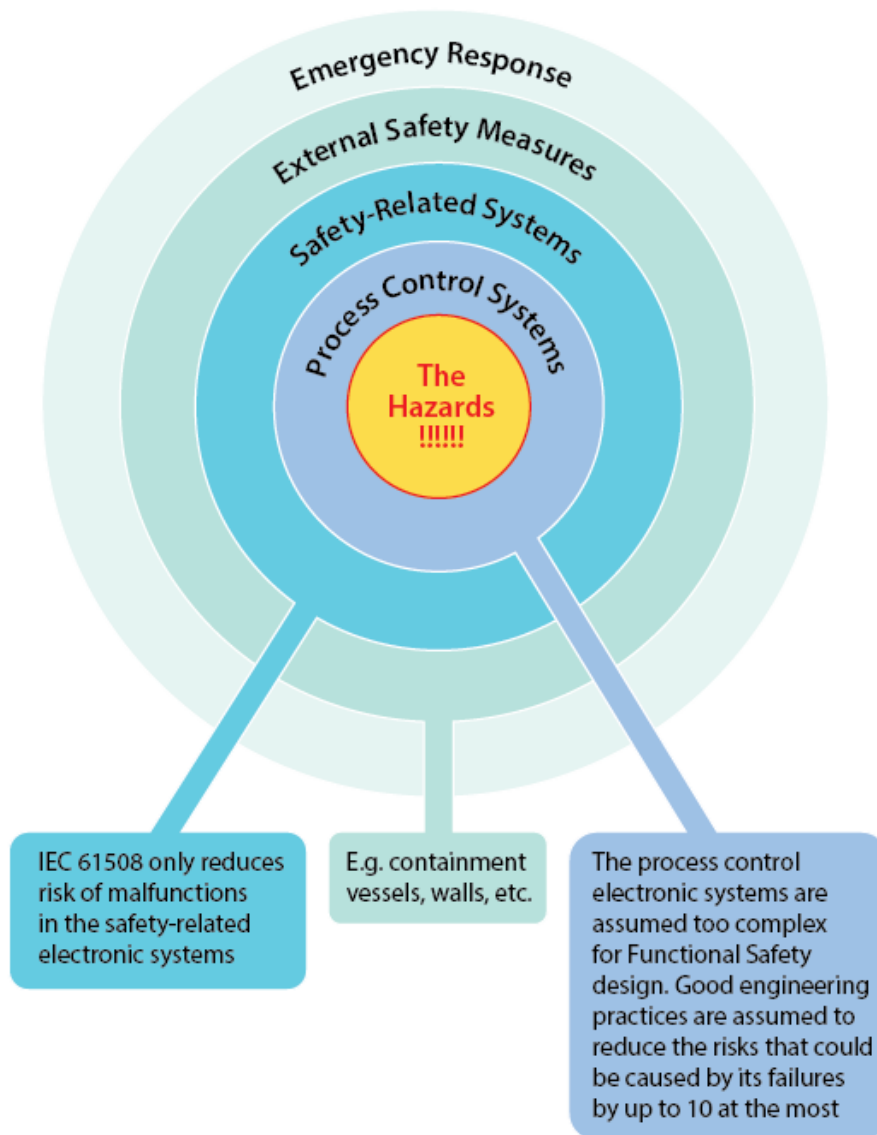 Emergency Response
External Safety Measures
Safety-Related Systems
Process Control Systems
The
Hazards
!!!!!!
IEC 61508 only reduces
risk of malfunctions
in the safety-related
electronic systems
E.g. containment
vessels, walls, etc.
The process control
electronic systems are
assumed too complex
for Functional Safety
design. Good engineering
practices are assumed to
reduce the risks that could
be caused by its failures
by up to 10 at the most